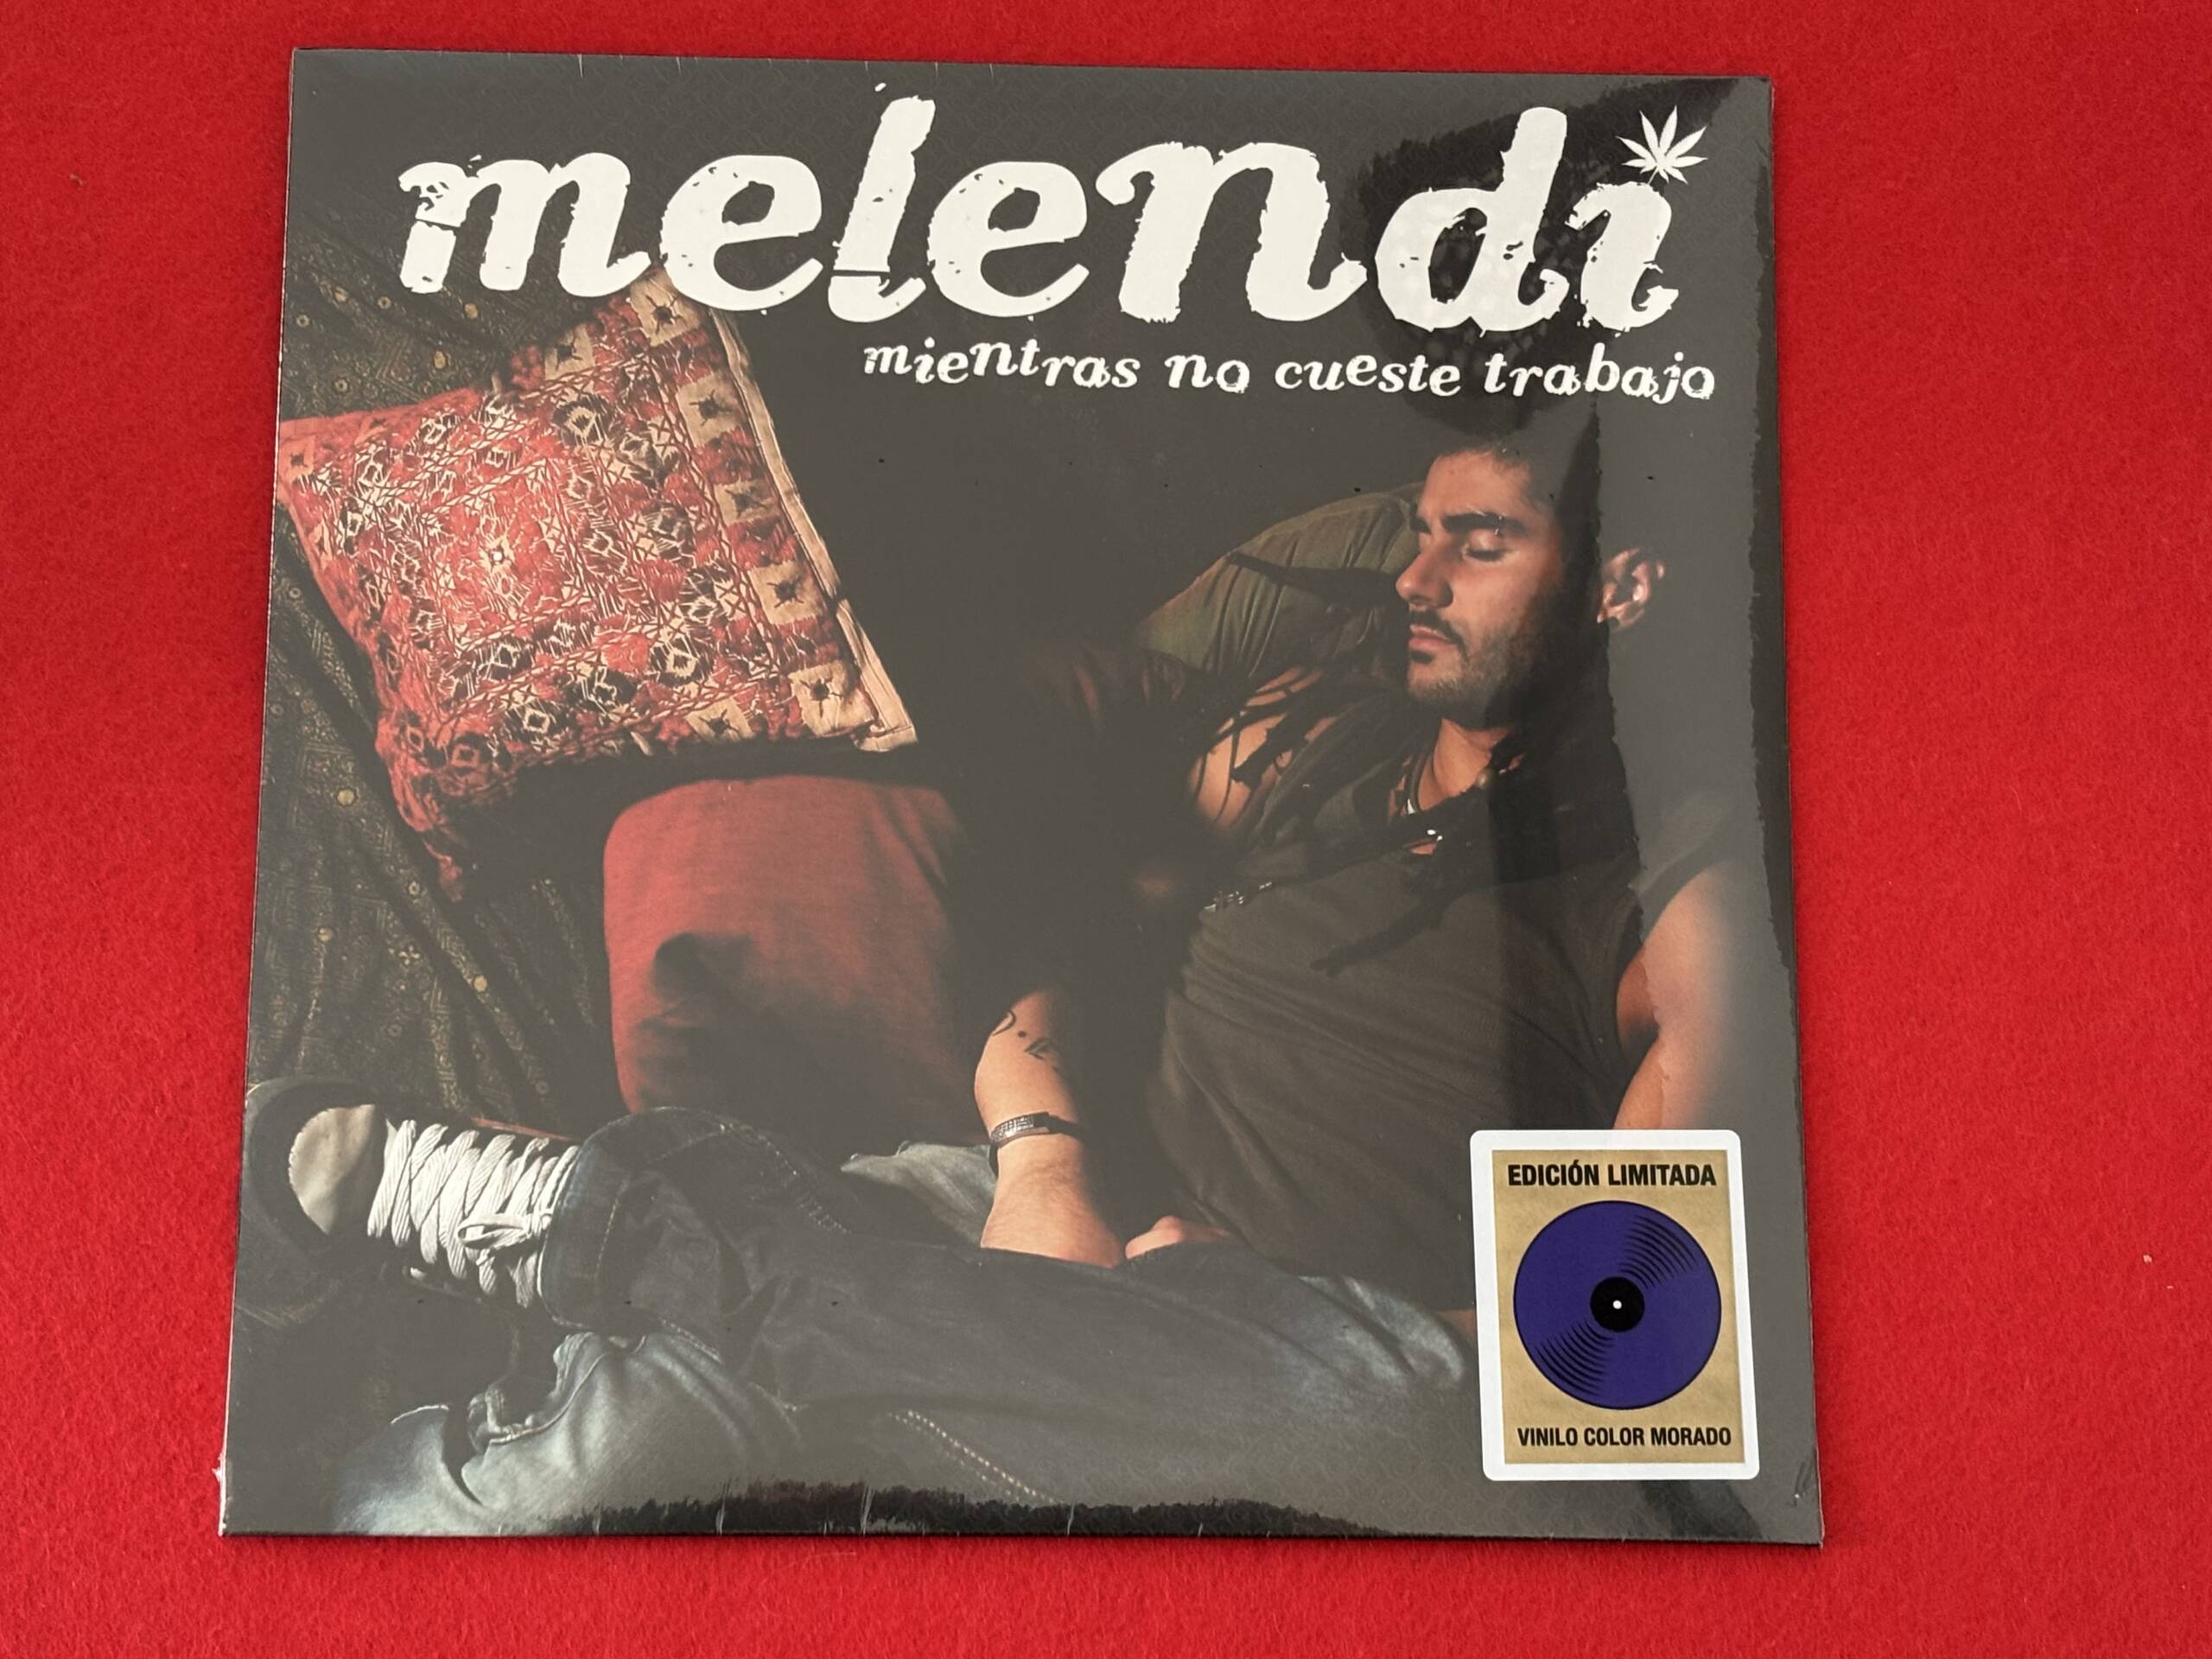 melendi
mientras no cueste trabajo
EDICIÓN LIMITADA
VINILO COLOR MORADO